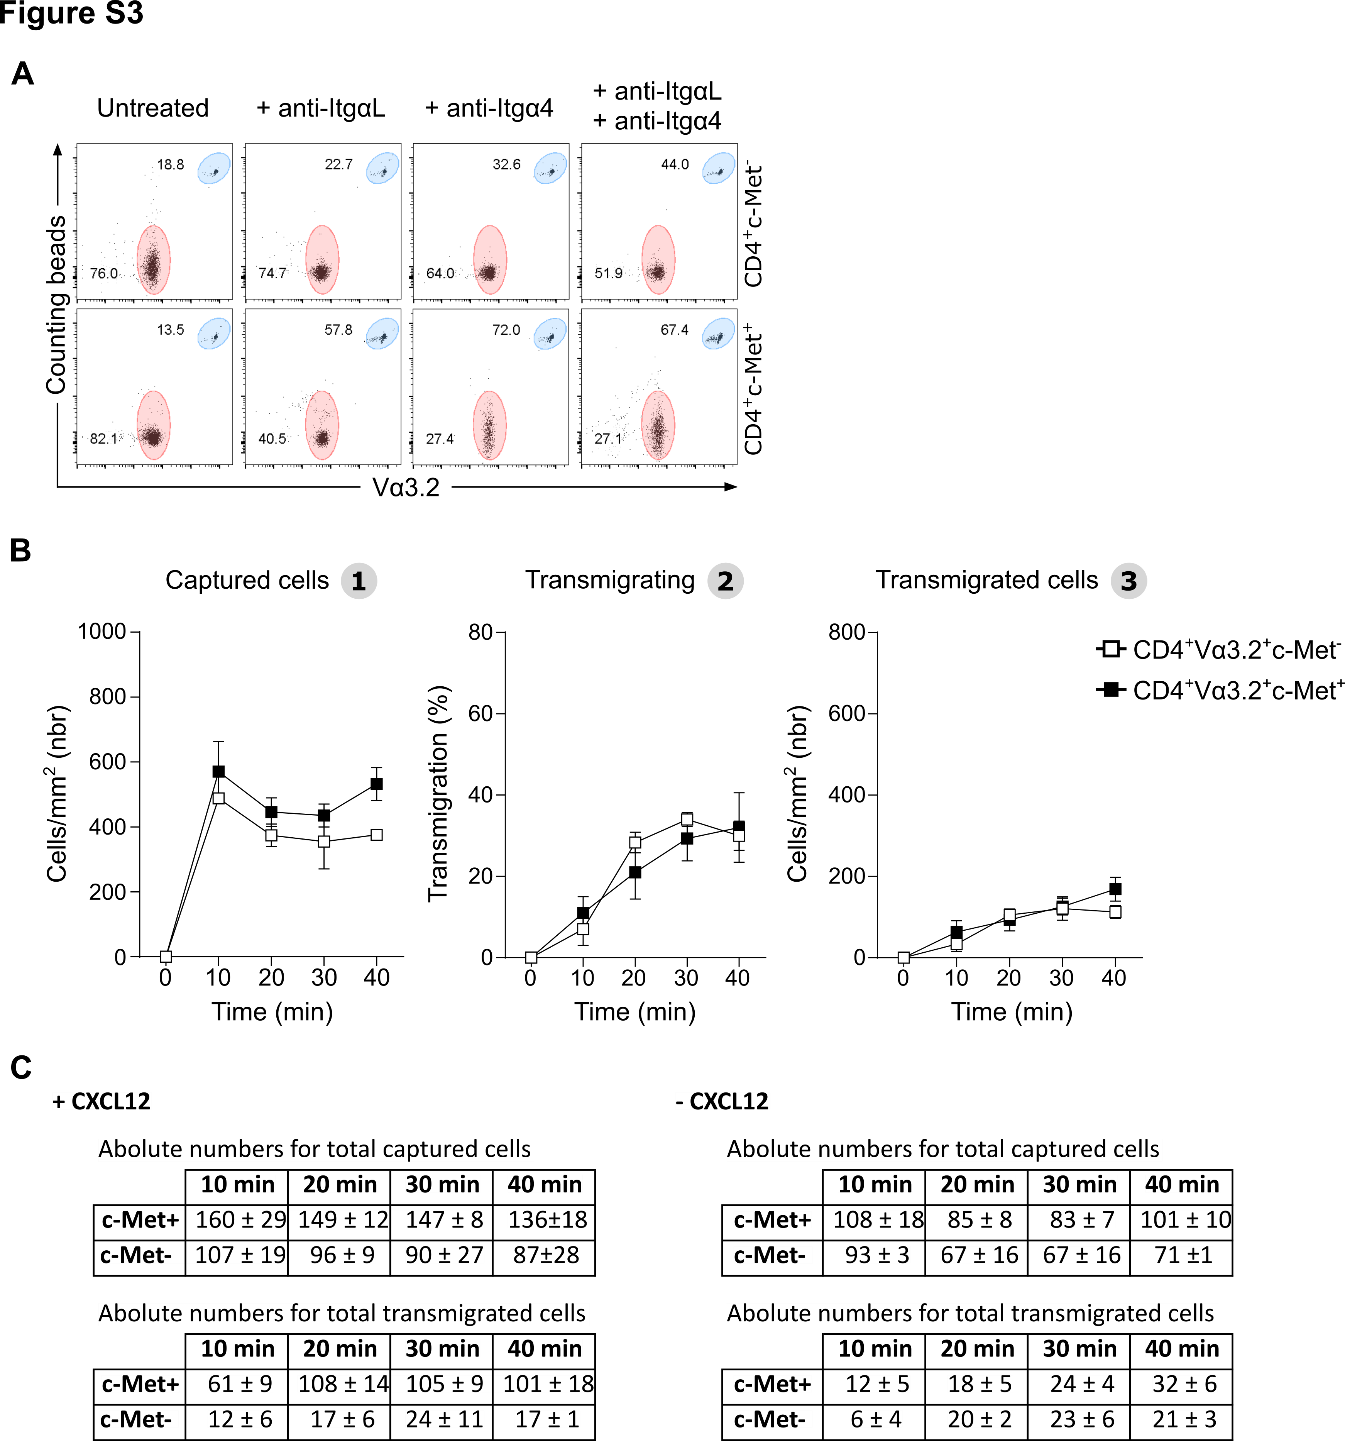 Figure S3
A
Untreated
+ anti-ItgαL
+ anti-Itgα4
+ anti-ItgαL
+ anti-Itgα4
Counting beads
18.8
76.0
22.7
74.7
32.6
64.0
44.0
51.9
CD4⁺c-Met⁻
13.5
82.1
57.8
40.5
72.0
27.4
67.4
27.1
CD4⁺c-Met⁺
Vα3.2
B
Captured cells 1
Cells/mm² (nbr)
1000
800
600
400
200
0
0 10 20 30 40
Time (min)
Transmigrating 2
Transmigration (%)
80
60
40
20
0
0 10 20 30 40
Time (min)
Transmigrated cells 3
Cells/mm² (nbr)
800
600
400
200
0
0 10 20 30 40
Time (min)
CD4⁺Vα3.2⁺c-Met⁻
CD4⁺Vα3.2⁺c-Met⁺
C
+ CXCL12
Abolute numbers for total captured cells
10 min 20 min 30 min 40 min
c-Met+ 160 ± 29 149 ± 12 147 ± 8 136±18
c-Met- 107 ± 19 96 ± 9 90 ± 27 87±28
Abolute numbers for total transmigrated cells
10 min 20 min 30 min 40 min
c-Met+ 61 ± 9 108 ± 14 105 ± 9 101 ± 18
c-Met- 12 ± 6 17 ± 6 24 ± 11 17 ± 1
- CXCL12
Abolute numbers for total captured cells
10 min 20 min 30 min 40 min
c-Met+ 108 ± 18 85 ± 8 83 ± 7 101 ± 10
c-Met- 93 ± 3 67 ± 16 67 ± 16 71 ±1
Abolute numbers for total transmigrated cells
10 min 20 min 30 min 40 min
c-Met+ 12 ± 5 18 ± 5 24 ± 4 32 ± 6
c-Met- 6 ± 4 20 ± 2 23 ± 6 21 ± 3